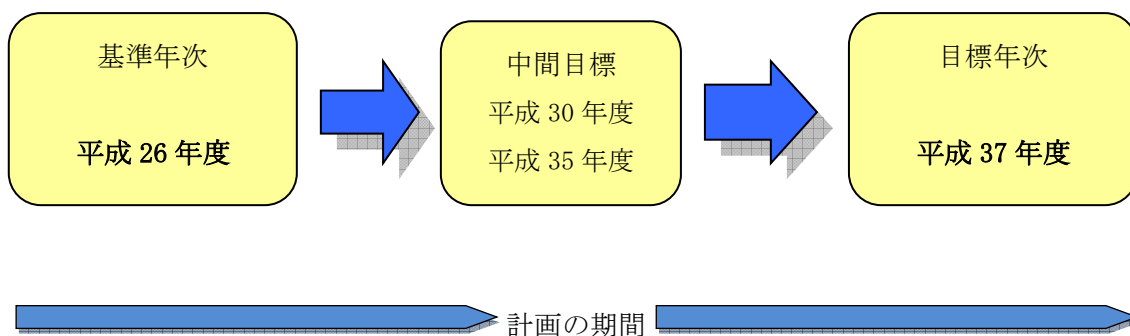 基準年次
平成 26 年度
中間目標
平成 30 年度
平成 35 年度
目標年次
平成 37 年度
計画の期間